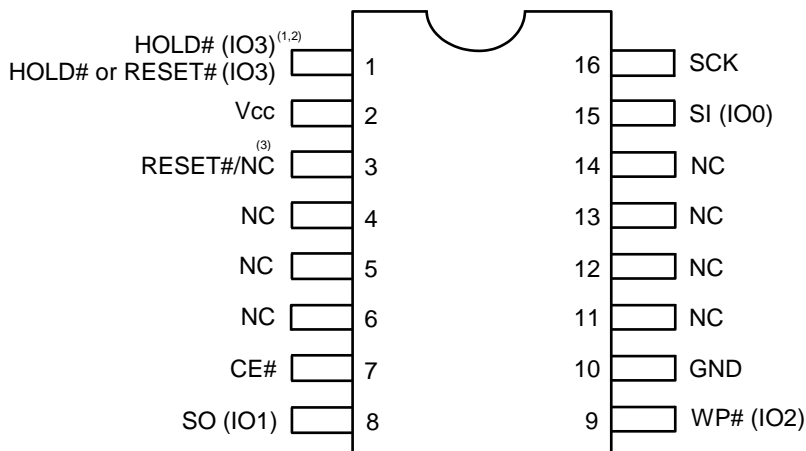 HOLD# (IO3)(1,2)
HOLD# or RESET# (IO3)
1
16
SCK
Vcc
2
15
SI (IO0)
RESET#/NC(3)
3
14
NC
NC
4
13
NC
NC
5
12
NC
NC
6
11
NC
CE#
7
10
GND
SO (IO1)
8
9
WP# (IO2)